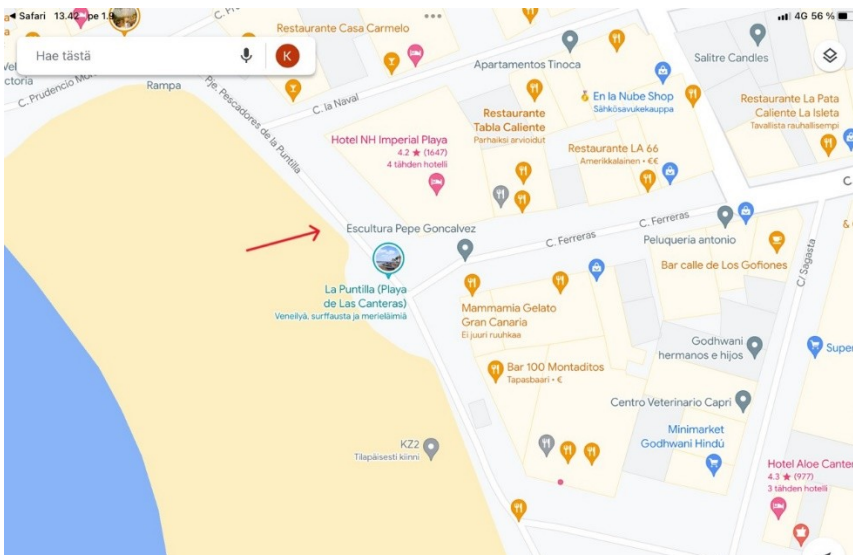 Safari 13.42 pe 1.9.
4G 56 %
Hae tästä
K
Restaurante Casa Carmelo
Apartamentos Tinoca
Salitre Candles
C. Prudencio Mo
Rampa
Pje. Pescadores de la Puntilla
C. la Naval
Restaurante
Tabla Caliente
Parhaiksi arvioidut
En la Nube Shop
Sähkösavukekauppa
Restaurante La Pata
Caliente La Isleta
Tavallista rauhallisempi
Hotel NH Imperial Playa
4.2 ★ (1647)
4 tähden hotelli
Restaurante LA 66
Amerikkalainen • €€
Escultura Pepe Goncalvez
C. Ferreras
C. Ferreras
Peluqueria antonio
Bar calle de Los Gofiones
C/ Sagasta
La Puntilla (Playa
de Las Canteras)
Veneilyä, surffausta ja merieläimiä
Mammamia Gelato
Gran Canaria
Ei juuri ruuhkaa
Godhwani
hermanos e hijos
Super
Bar 100 Montaditos
Tapasbaari • €
Centro Veterinario Capri
KZ2
Tilapäisesti kiinni
Minimarket
Godhwani Hindú
Hotel Aloe Canter
4.3 ★ (977)
3 tähden hotelli